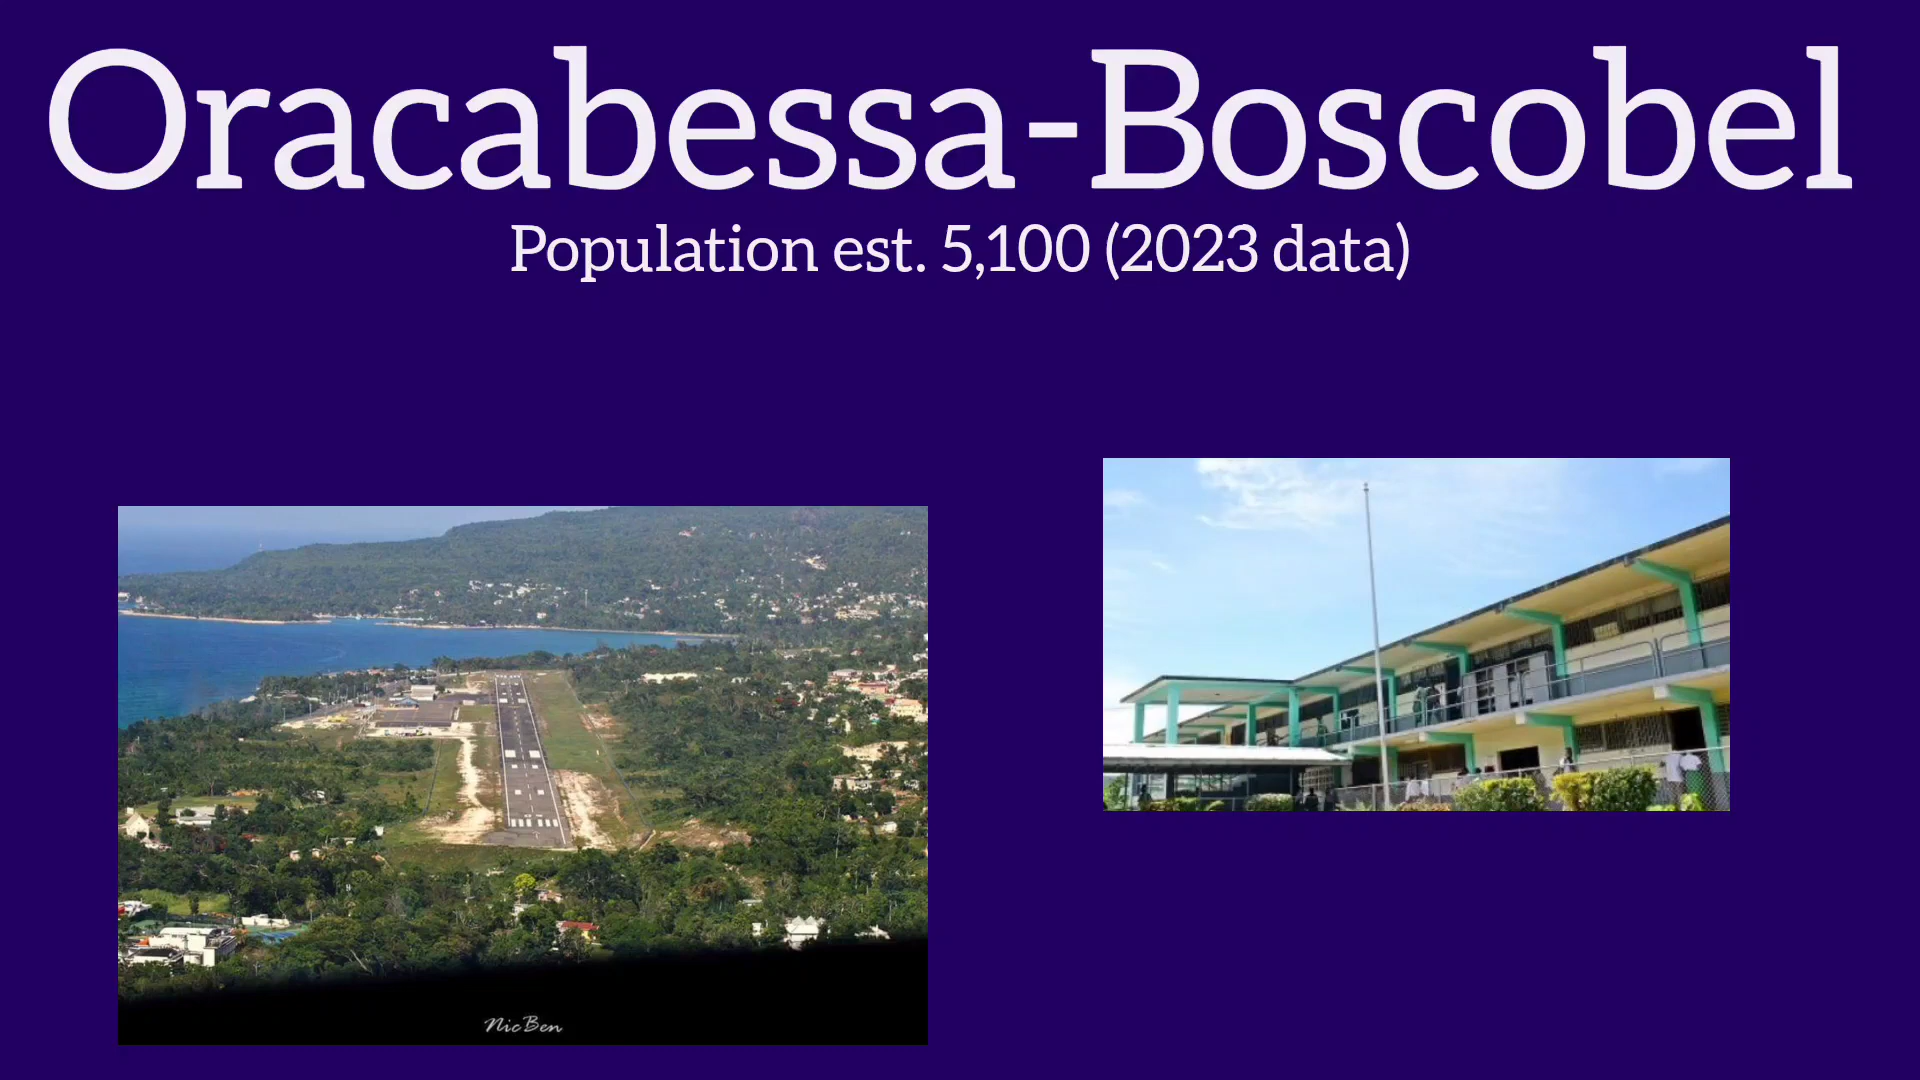 Oracabessa-Boscobel
Population est. 5,100 (2023 data)
NicBen